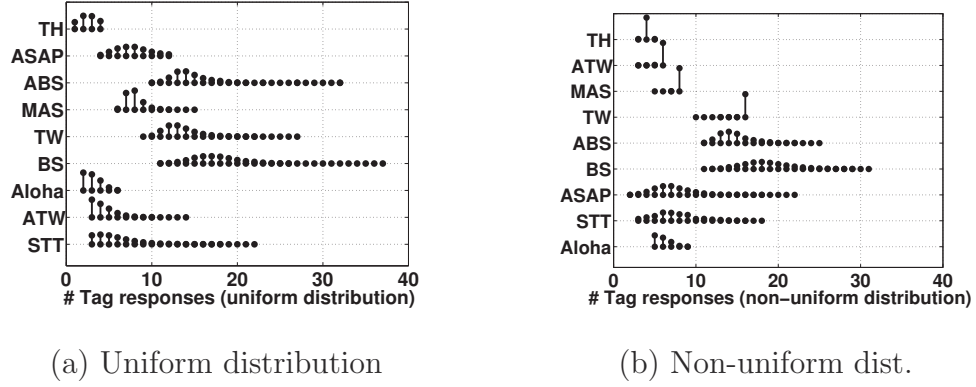 TH
ASAP
ABS
MAS
TW
BS
Aloha
ATW
STT
0 10 20 30 40
# Tag responses (uniform distribution)
(a) Uniform distribution
TH
ATW
MAS
TW
ABS
BS
ASAP
STT
Aloha
0 10 20 30 40
# Tag responses (non−uniform distribution)
(b) Non-uniform dist.